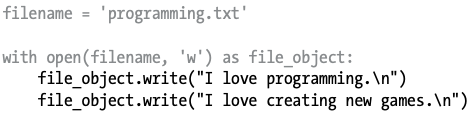 filename = 'programming.txt'

with open(filename, 'w') as file_object:
    file_object.write("I love programming.\n")
    file_object.write("I love creating new games.\n")